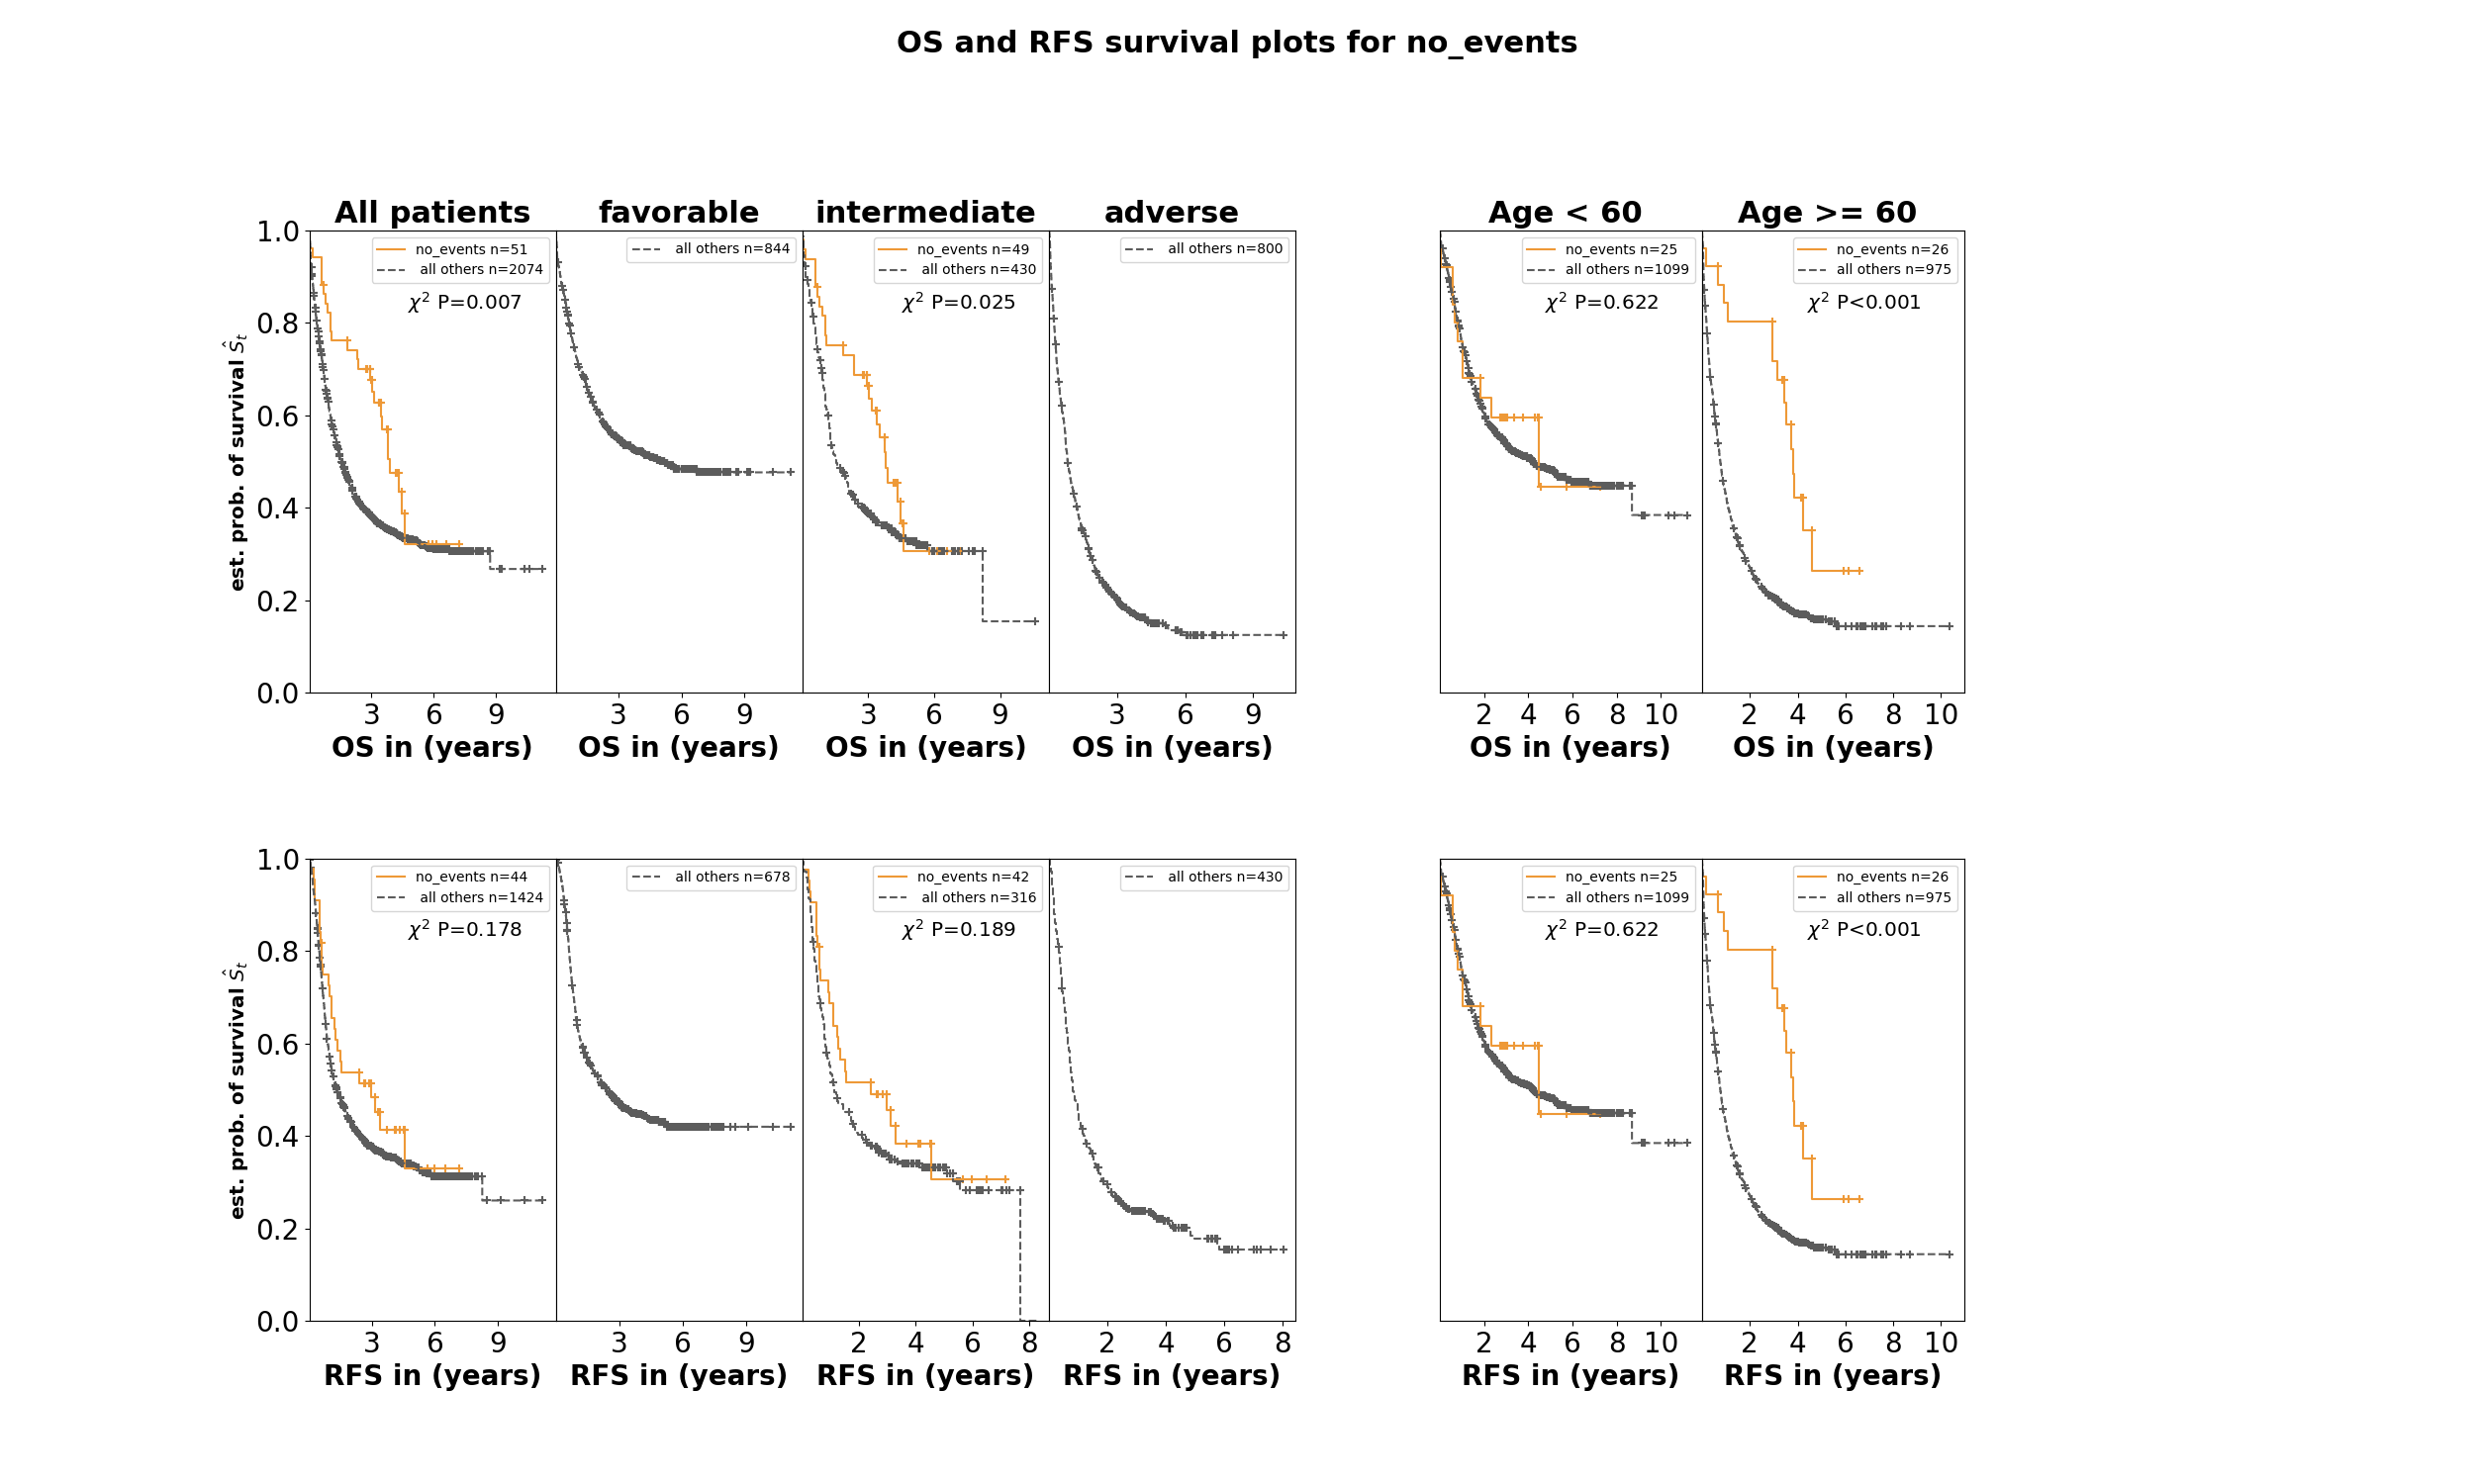 OS and RFS survival plots for no_events
All patients
favorable
intermediate
adverse
Age < 60
Age >= 60
est. prob. of survival Ŝt
1.0
0.8
0.6
0.4
0.2
0.0
no_events n=51
all others n=2074
χ² P=0.007
all others n=844
no_events n=49
all others n=430
χ² P=0.025
all others n=800
no_events n=25
all others n=1099
χ² P=0.622
no_events n=26
all others n=975
χ² P<0.001
3 6 9
3 6 9
3 6 9
3 6 9
2 4 6 8 10
2 4 6 8 10
OS in (years)
OS in (years)
OS in (years)
OS in (years)
OS in (years)
OS in (years)
est. prob. of survival Ŝt
1.0
0.8
0.6
0.4
0.2
0.0
no_events n=44
all others n=1424
χ² P=0.178
all others n=678
no_events n=42
all others n=316
χ² P=0.189
all others n=430
no_events n=25
all others n=1099
χ² P=0.622
no_events n=26
all others n=975
χ² P<0.001
3 6 9
3 6 9
2 4 6 8
2 4 6 8
2 4 6 8 10
2 4 6 8 10
RFS in (years)
RFS in (years)
RFS in (years)
RFS in (years)
RFS in (years)
RFS in (years)